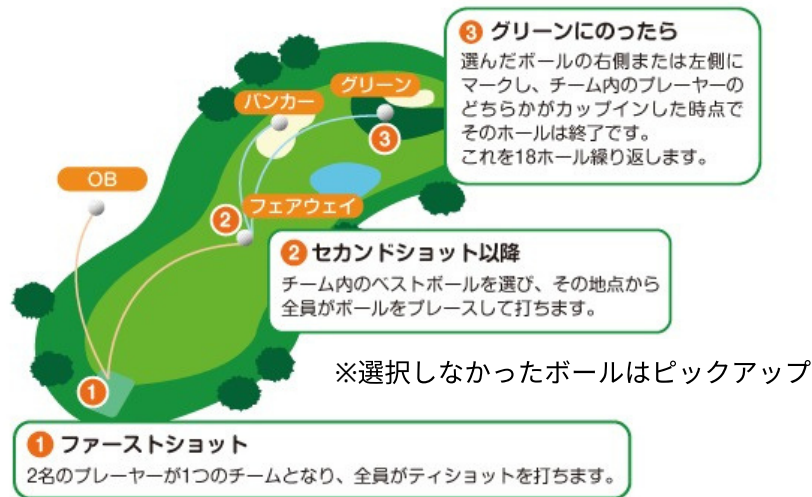 3 グリーンにのったら
選んだボールの右側または左側に
マークし、チーム内のプレーヤーの
どちらかがカップインした時点で
そのホールは終了です。
これを18ホール繰り返します。
グリーン
バンカー
3
OB
2
フェアウェイ
2 セカンドショット以降
チーム内のベストボールを選び、その地点から
全員がボールをプレースして打ちます。
※選択しなかったボールはピックアップ
1
1 ファーストショット
2名のプレーヤーが1つのチームとなり、全員がティショットを打ちます。